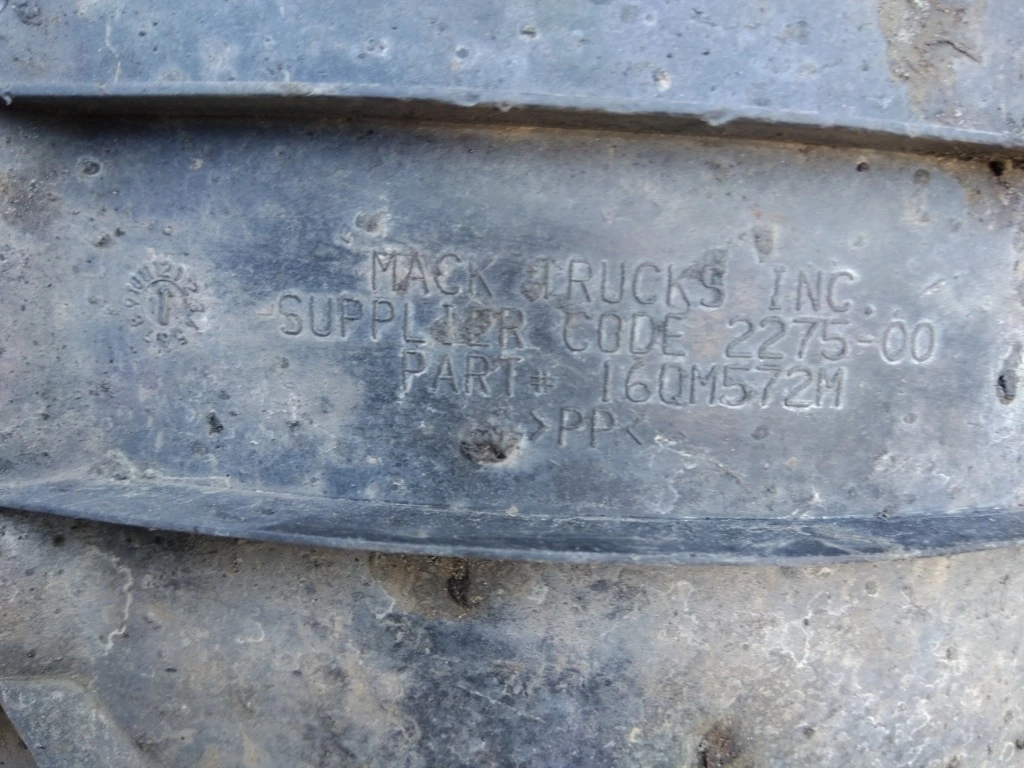 MACK TRUCKS INC.
SUPPLIER CODE 2275-00
PART# 16QM572M
>PP<